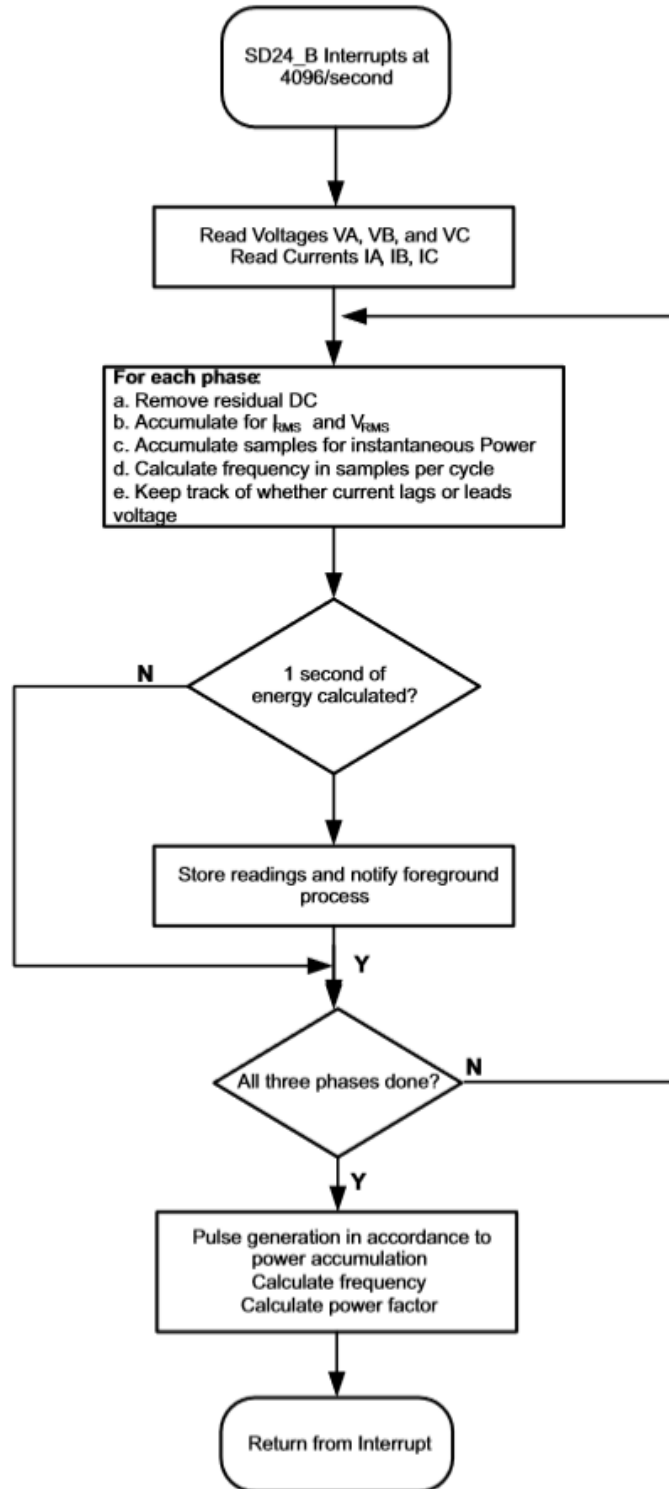 SD24_B Interrupts at
4096/second
Read Voltages VA, VB, and VC
Read Currents IA, IB, IC
For each phase:
a. Remove residual DC
b. Accumulate for IRMS and VRMS
c. Accumulate samples for instantaneous Power
d. Calculate frequency in samples per cycle
e. Keep track of whether current lags or leads
voltage
N
1 second of
energy calculated?
Store readings and notify foreground
process
Y
All three phases done?
N
Y
Pulse generation in accordance to
power accumulation
Calculate frequency
Calculate power factor
Return from Interrupt